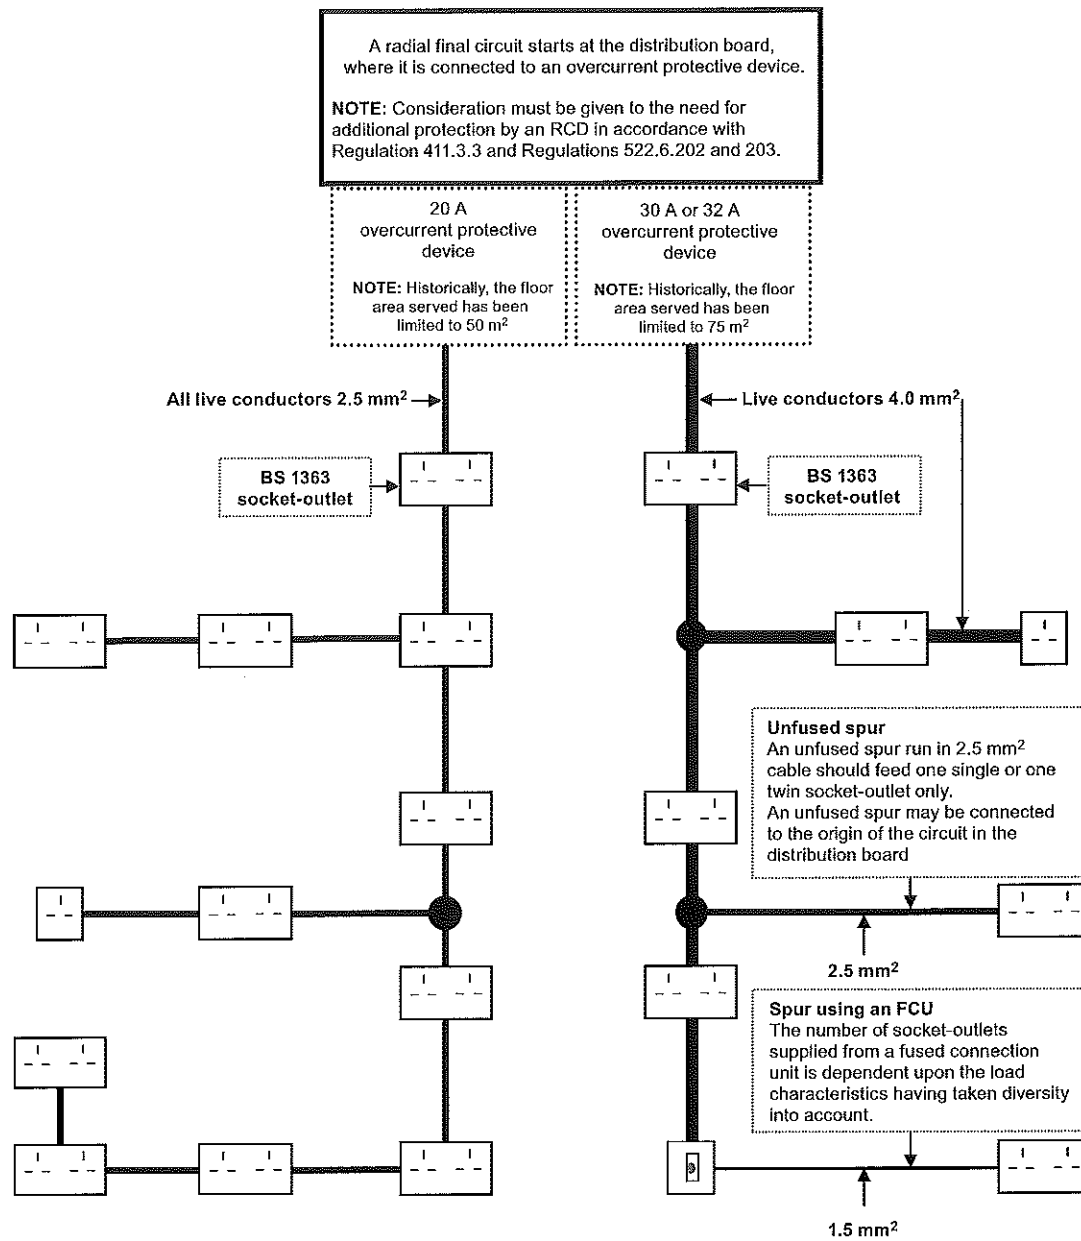 A radial final circuit starts at the distribution board,
where it is connected to an overcurrent protective device.
NOTE: Consideration must be given to the need for
additional protection by an RCD in accordance with
Regulation 411.3.3 and Regulations 522.6.202 and 203.
20 A
overcurrent protective
device
NOTE: Historically, the floor
area served has been
limited to 50 m²
30 A or 32 A
overcurrent protective
device
NOTE: Historically, the floor
area served has been
limited to 75 m²
All live conductors 2.5 mm²
Live conductors 4.0 mm²
BS 1363
socket-outlet
BS 1363
socket-outlet
Unfused spur
An unfused spur run in 2.5 mm²
cable should feed one single or one
twin socket-outlet only.
An unfused spur may be connected
to the origin of the circuit in the
distribution board
2.5 mm²
Spur using an FCU
The number of socket-outlets
supplied from a fused connection
unit is dependent upon the load
characteristics having taken diversity
into account.
1.5 mm²